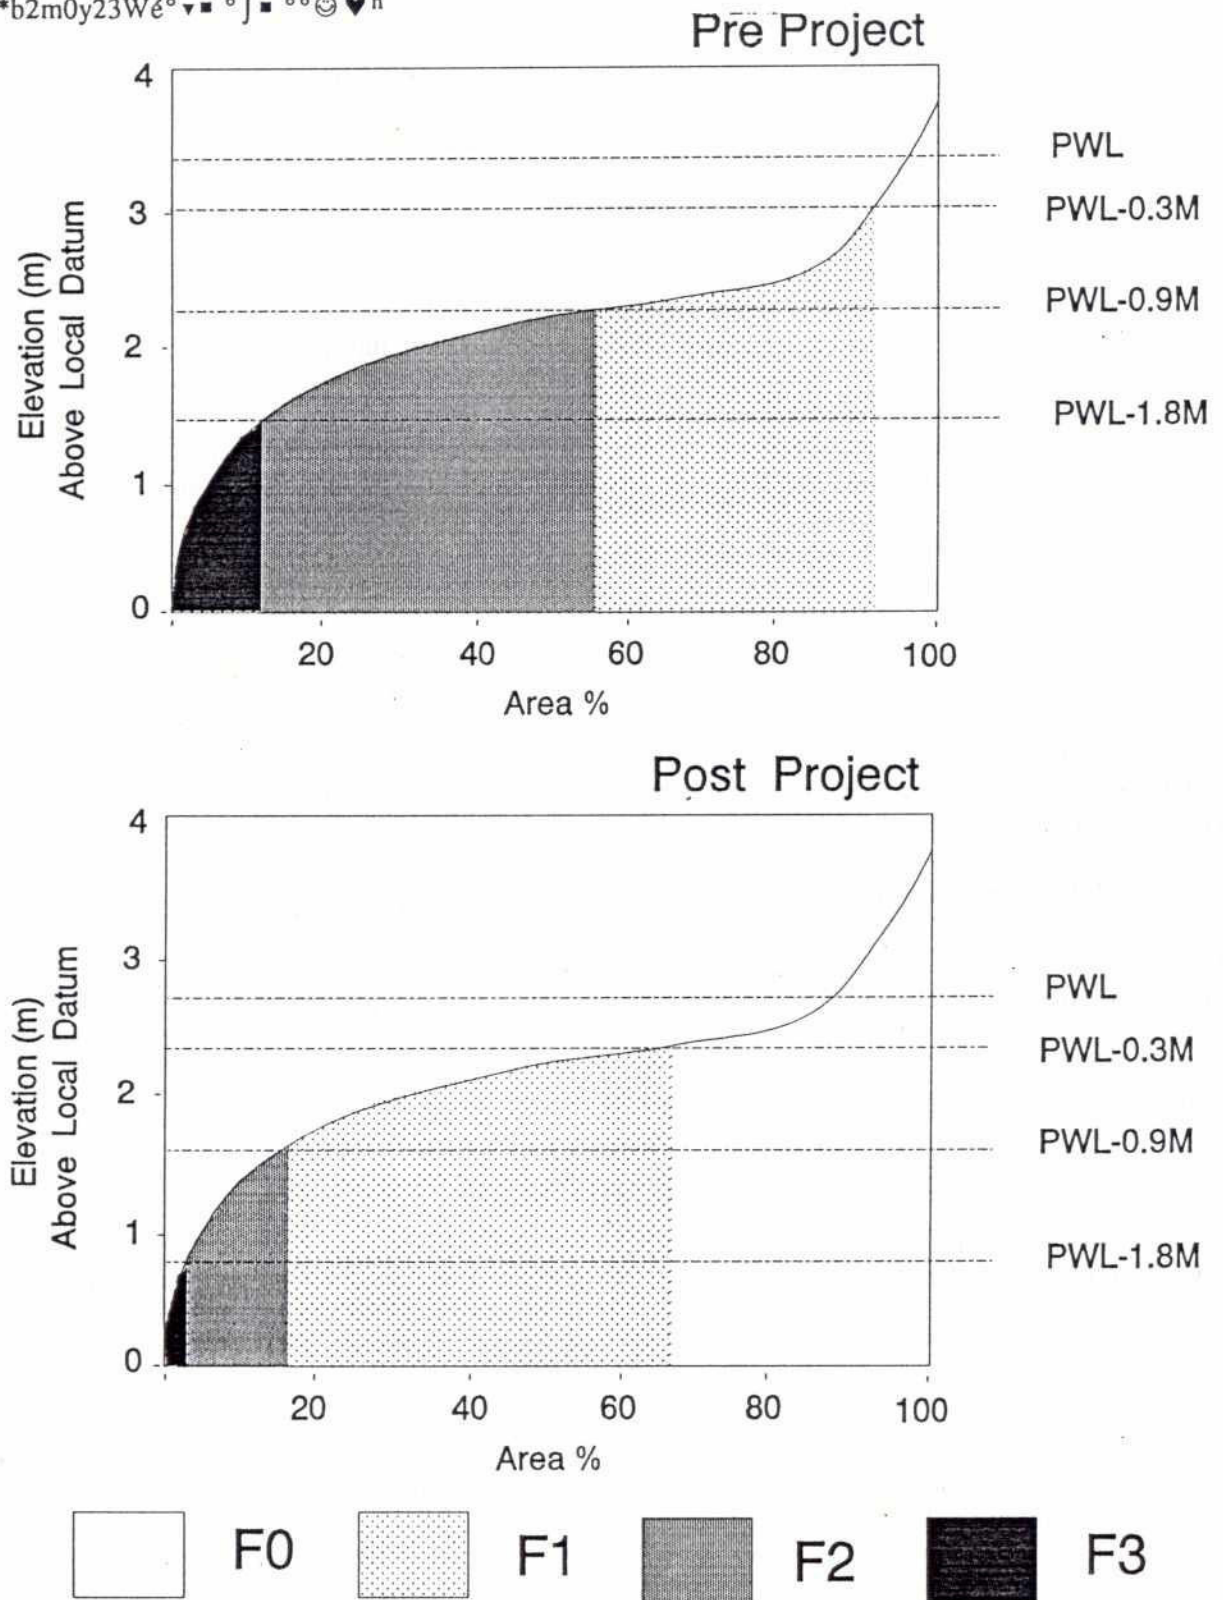 *b2m0y23Wé°▼■ °⌡■ °°☺♥ⁿ
Pre Project
4
3
2
1
0
Elevation (m)
Above Local Datum
PWL
PWL-0.3M
PWL-0.9M
PWL-1.8M
20 40 60 80 100
Area %
Post Project
4
3
2
1
0
Elevation (m)
Above Local Datum
PWL
PWL-0.3M
PWL-0.9M
PWL-1.8M
20 40 60 80 100
Area %
F0 F1 F2 F3